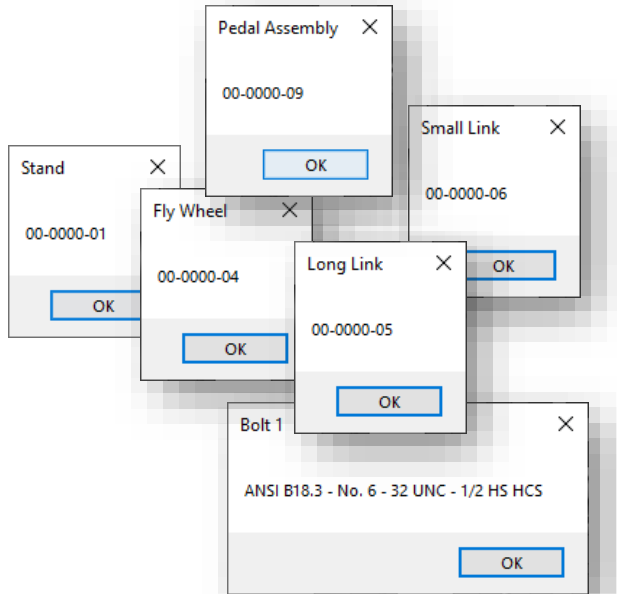 Pedal Assembly
00-0000-09
OK
Small Link
00-0000-06
OK
Stand
00-0000-01
OK
Fly Wheel
00-0000-04
OK
Long Link
00-0000-05
OK
Bolt 1
ANSI B18.3 - No. 6 - 32 UNC - 1/2 HS HCS
OK